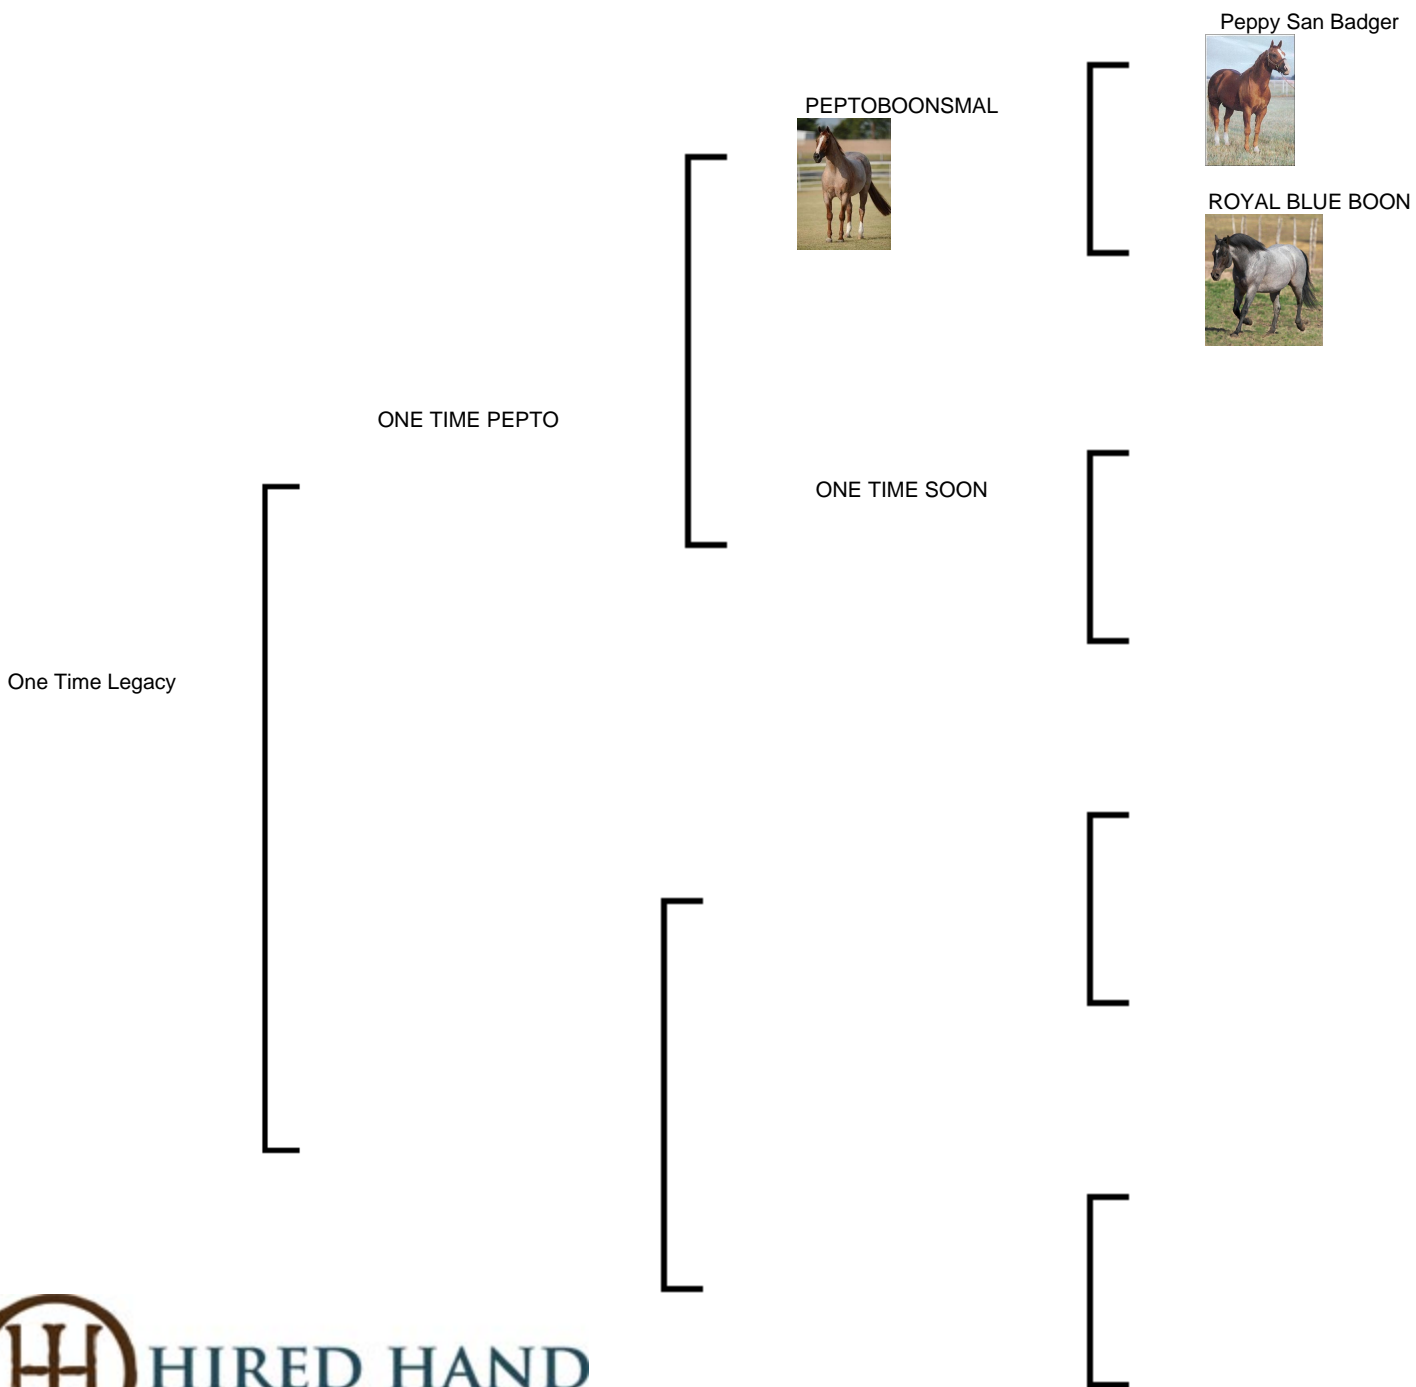 Peppy San Badger
PEPTOBOONSMAL
ROYAL BLUE BOON
ONE TIME PEPTO
ONE TIME SOON
One Time Legacy
HIRED HAND